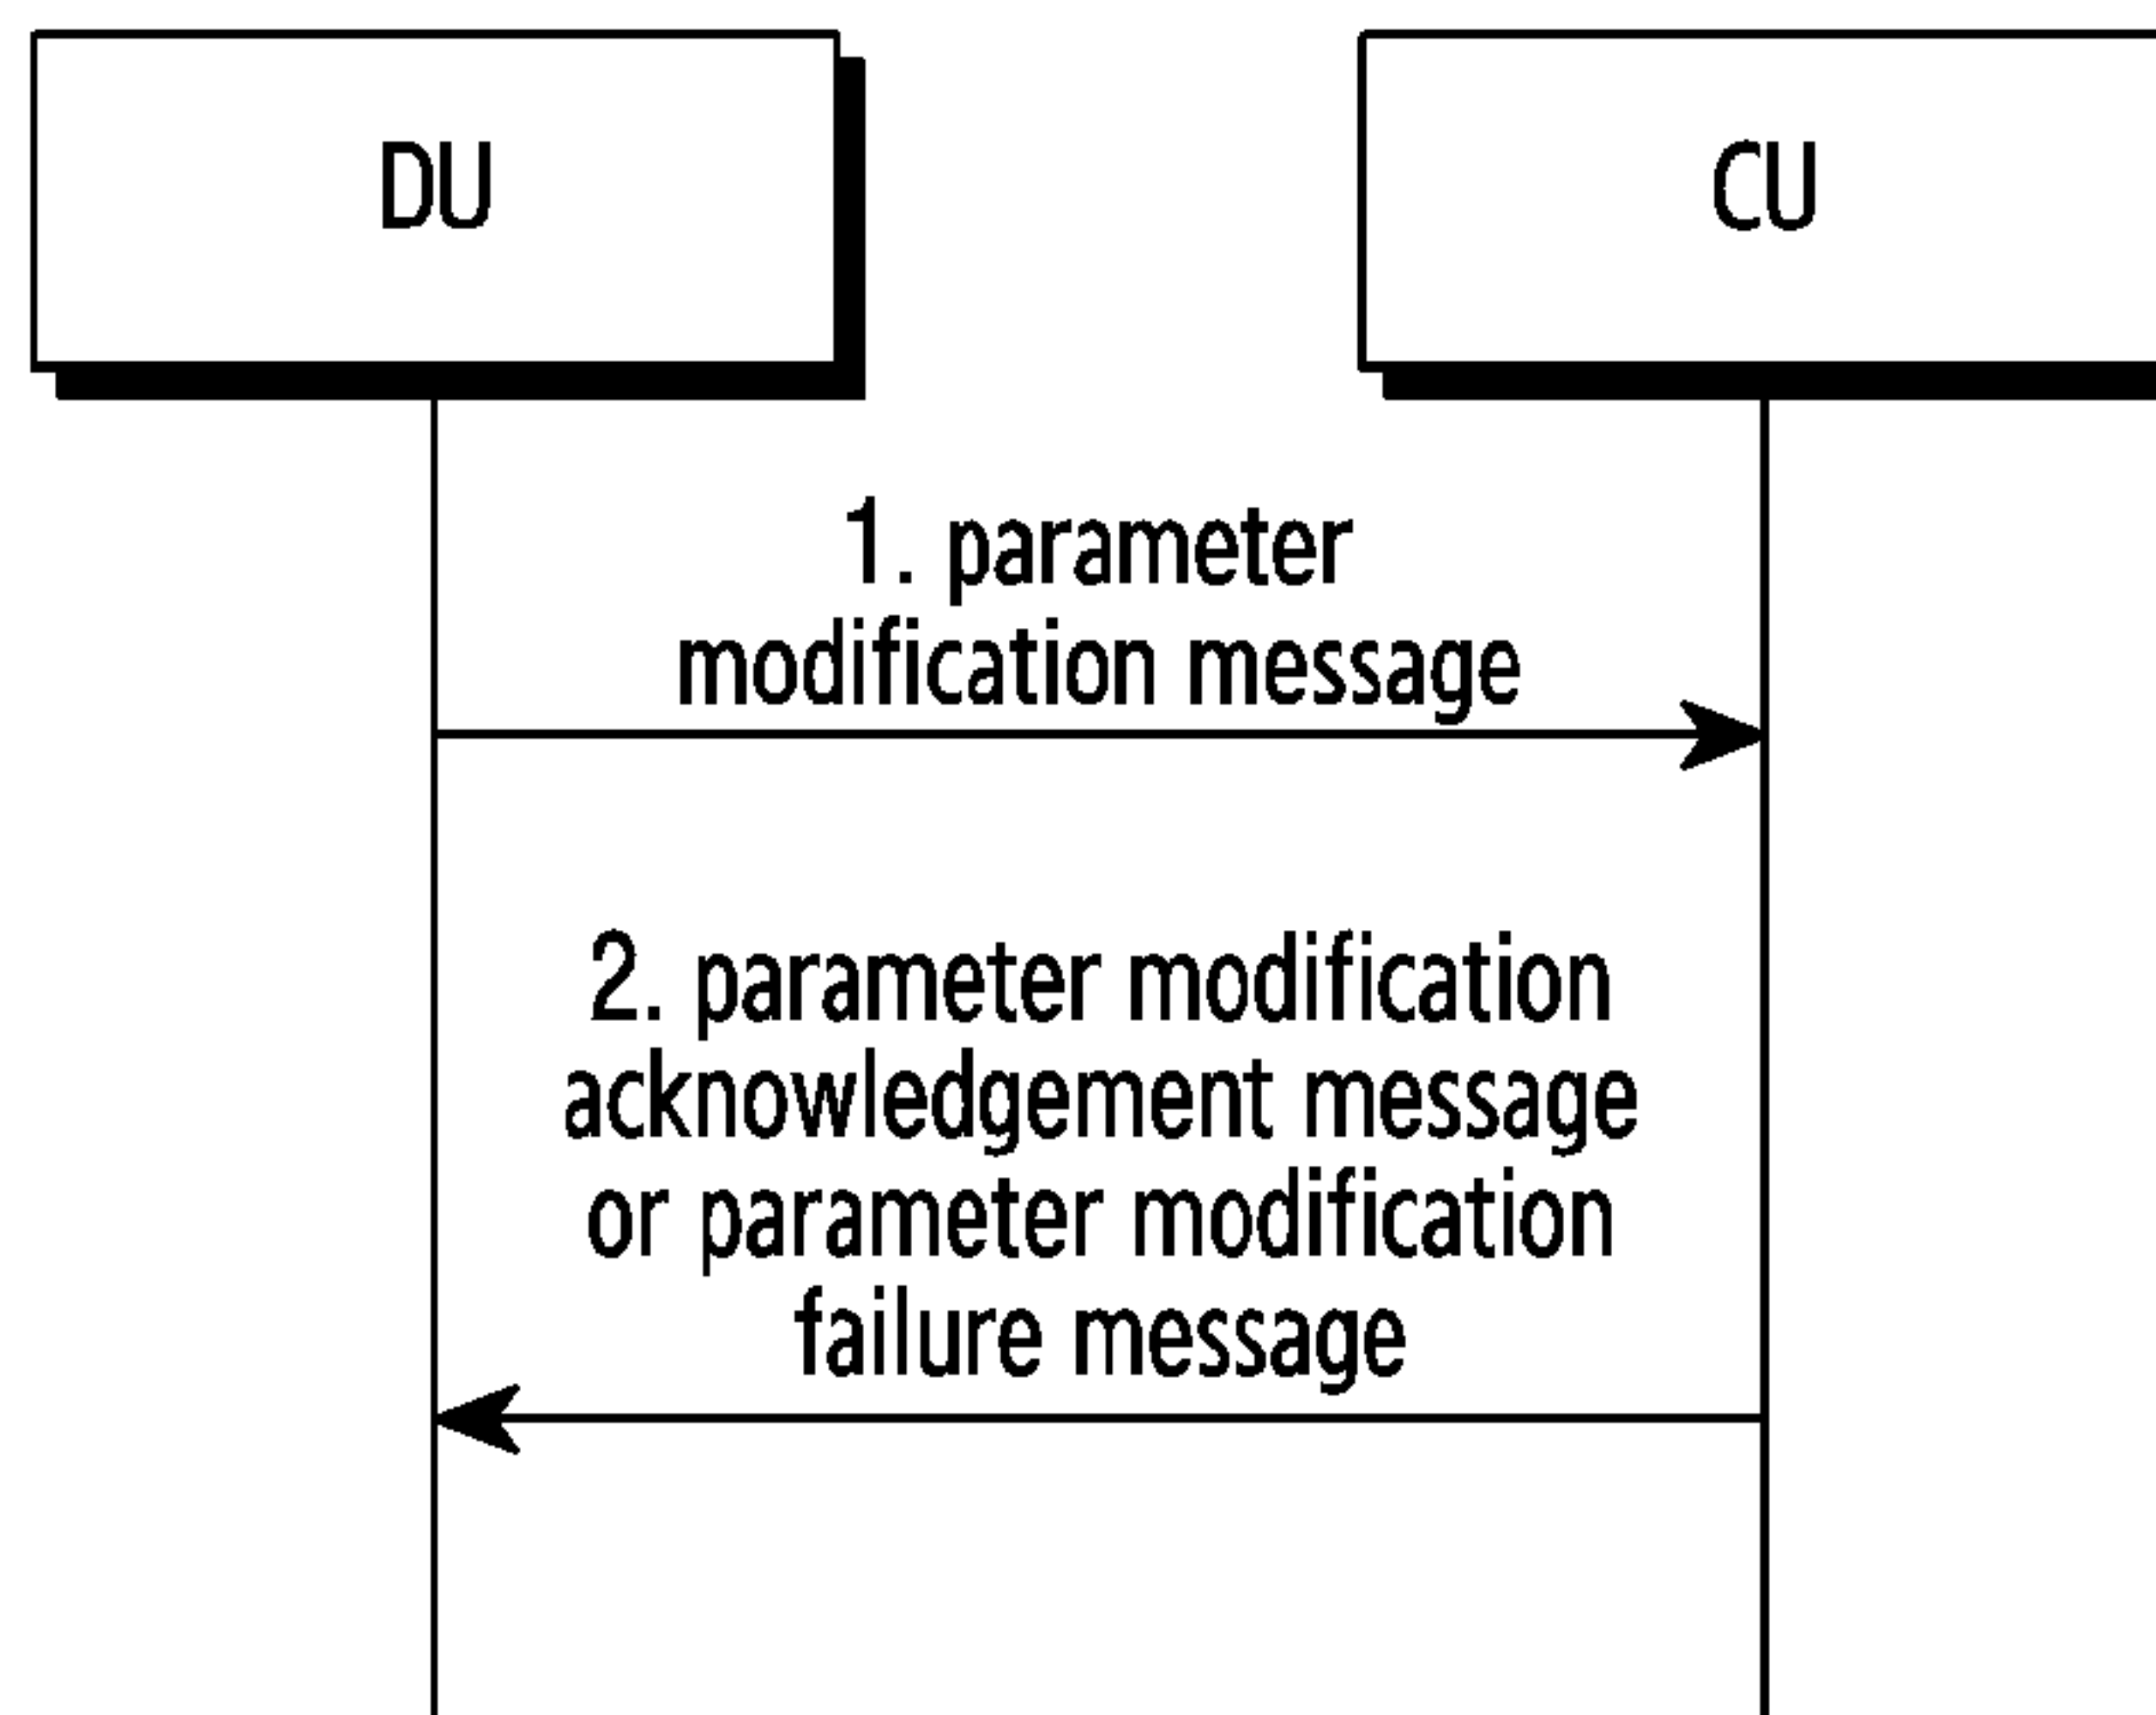 DU
CU
1. parameter
modification message
2. parameter modification
acknowledgement message
or parameter modification
failure message